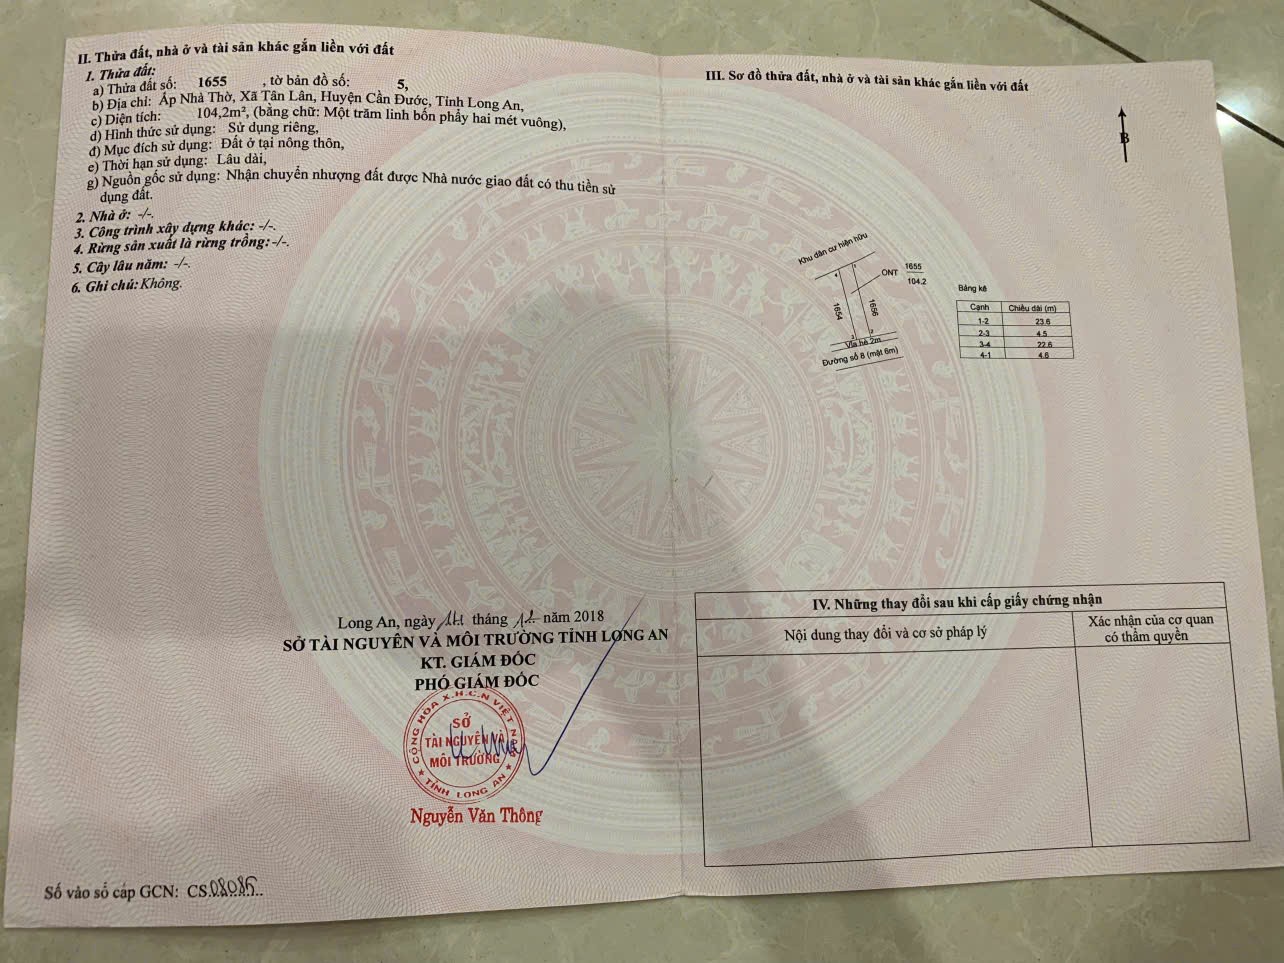 II. Thửa đất, nhà ở và tài sản khác gắn liền với đất
1. Thửa đất:
a) Thửa đất số: 1655 , tờ bản đồ số: 5,
b) Địa chỉ: Ấp Nhà Thờ, Xã Tân Lân, Huyện Cần Đước, Tỉnh Long An,
c) Diện tích: 104,2m², (bằng chữ: Một trăm linh bốn phẩy hai mét vuông),
d) Hình thức sử dụng: Sử dụng riêng,
đ) Mục đích sử dụng: Đất ở tại nông thôn,
e) Thời hạn sử dụng: Lâu dài,
g) Nguồn gốc sử dụng: Nhận chuyển nhượng đất được Nhà nước giao đất có thu tiền sử
dụng đất.
2. Nhà ở: -/-.
3. Công trình xây dựng khác: -/-.
4. Rừng sản xuất là rừng trồng: -/-.
5. Cây lâu năm: -/-.
6. Ghi chú: Không.
Long An, ngày tháng 12 năm 2018
SỞ TÀI NGUYÊN VÀ MÔI TRƯỜNG TỈNH LONG AN
KT. GIÁM ĐỐC
PHÓ GIÁM ĐỐC
CỘNG HÒA X.H.C.N VIỆT NAM
SỞ
TÀI NGUYÊN VÀ
MÔI TRƯỜNG
TỈNH LONG AN
Nguyễn Văn Thông
Số vào sổ cấp GCN: CS.08085..
III. Sơ đồ thửa đất, nhà ở và tài sản khác gắn liền với đất
B
Khu dân cư hiện hữu
4 1
ONT 1655
104.2
1654
1656
3 2
Vỉa hè 2m
Đường số 8 (mặt 6m)
Bảng kê
Cạnh Chiều dài (m)
1-2 23.6
2-3 4.5
3-4 22.6
4-1 4.6
IV. Những thay đổi sau khi cấp giấy chứng nhận
Nội dung thay đổi và cơ sở pháp lý
Xác nhận của cơ quan
có thẩm quyền